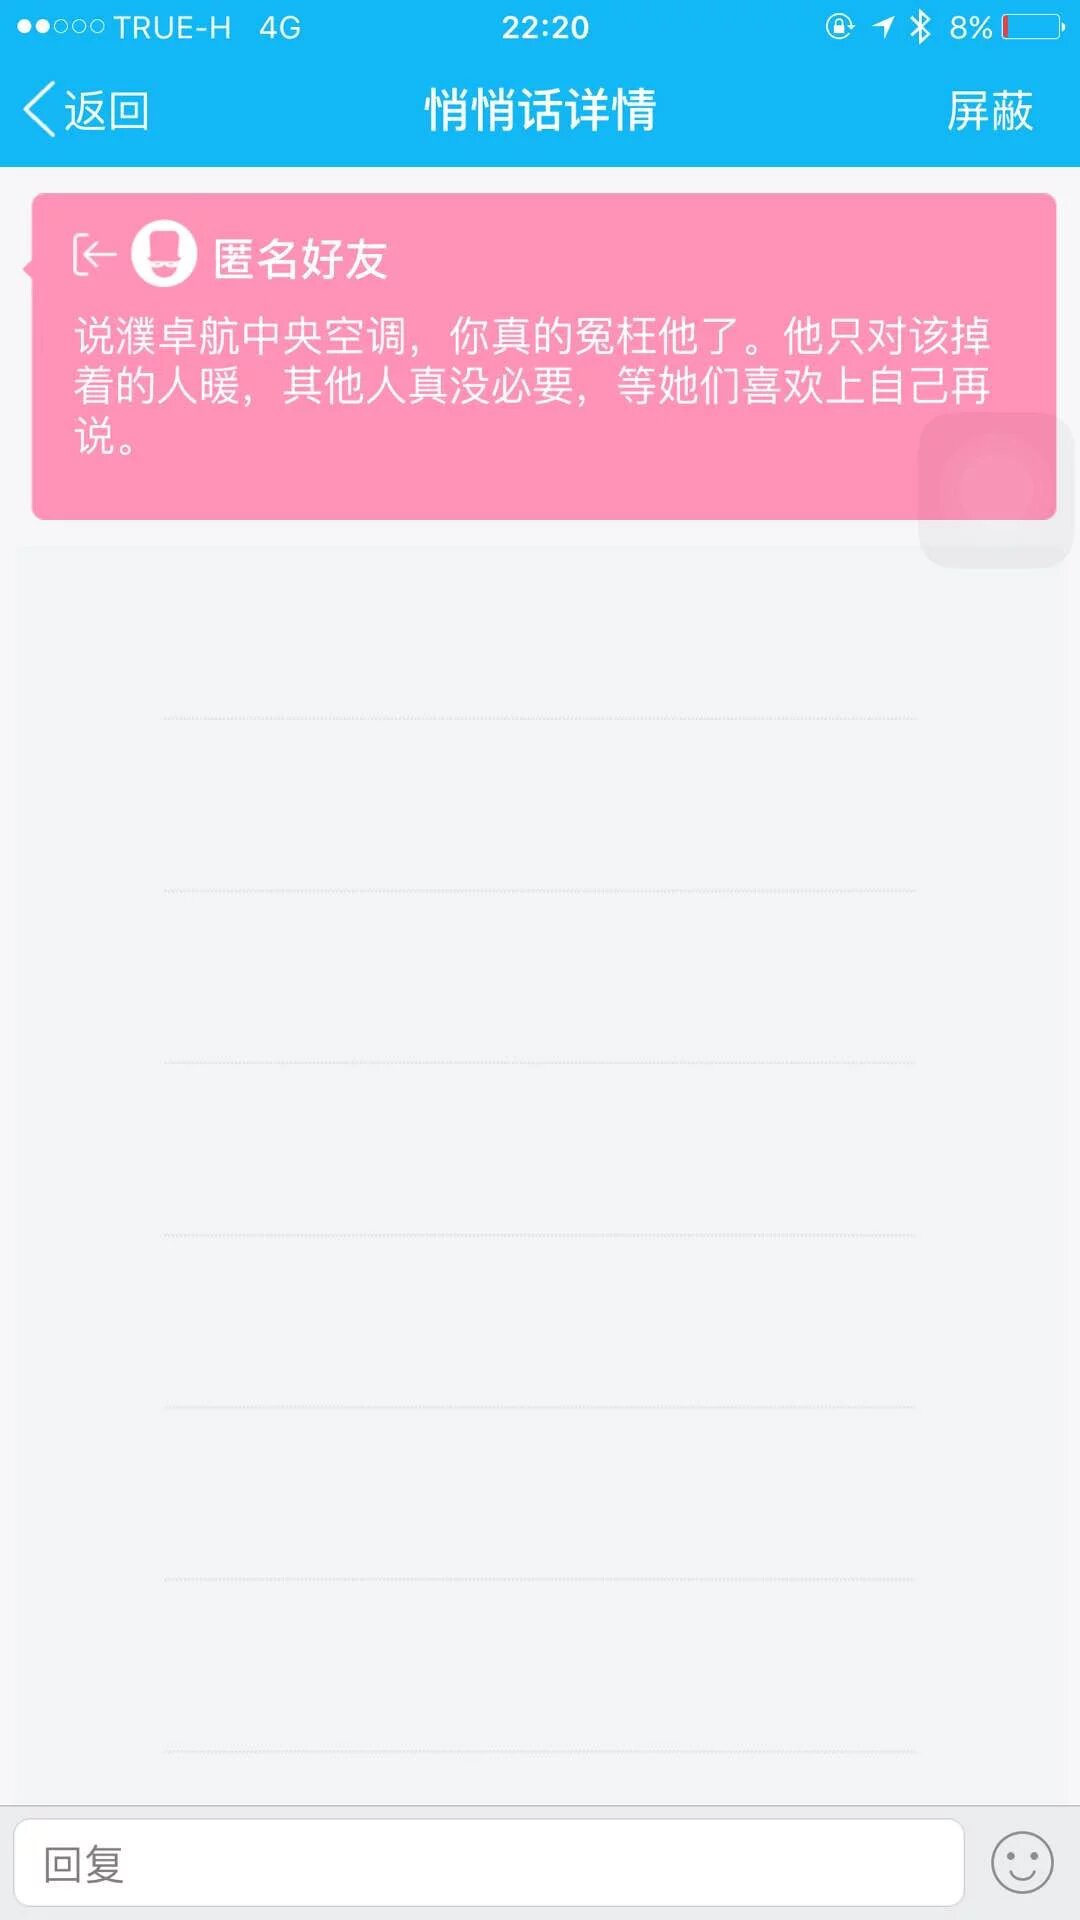 TRUE-H 4G 22:20 8%
返回 悄悄话详情 屏蔽
匿名好友
说濮卓航中央空调，你真的冤枉他了。他只对该掉
着的人暖，其他人真没必要，等她们喜欢上自己再
说。
回复